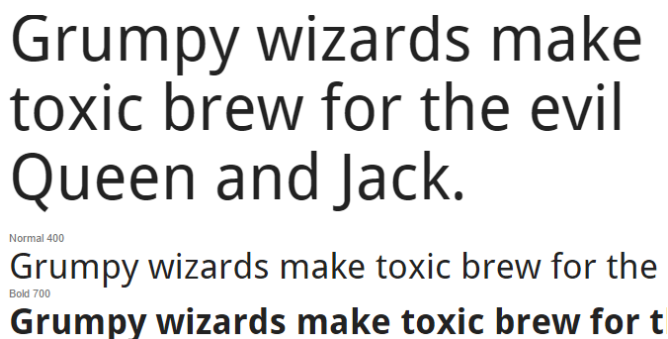 Grumpy wizards make
toxic brew for the evil
Queen and Jack.
Normal 400
Grumpy wizards make toxic brew for the
Bold 700
Grumpy wizards make toxic brew for